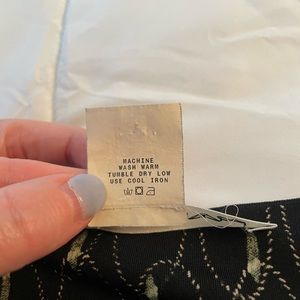 MACHINE
WASH WARM
TUMBLE DRY LOW
USE COOL IRON